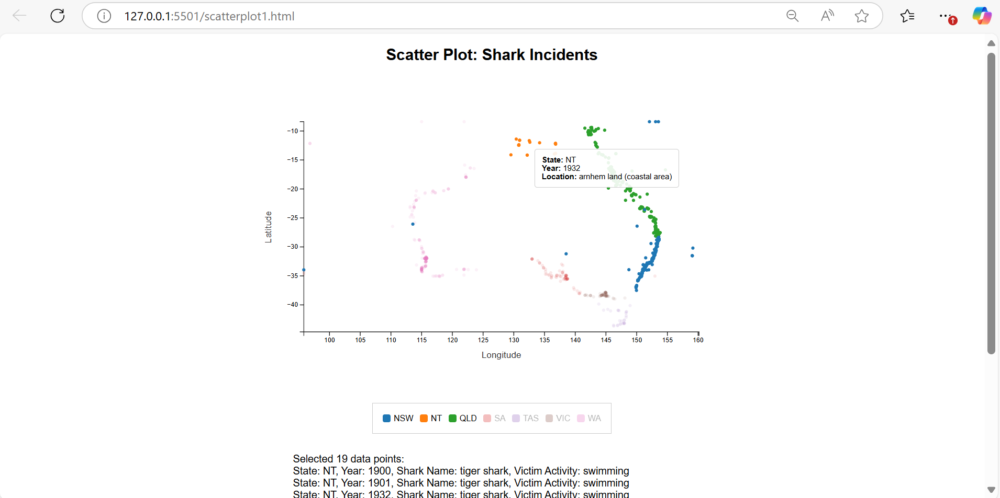 127.0.0.1:5501/scatterplot1.html
Scatter Plot: Shark Incidents
−10
−15
−20
−25
−30
−35
−40
Latitude
State: NT
Year: 1932
Location: arnhem land (coastal area)
100 105 110 115 120 125 130 135 140 145 150 155 160
Longitude
NSW NT QLD SA TAS VIC WA
Selected 19 data points:
State: NT, Year: 1900, Shark Name: tiger shark, Victim Activity: swimming
State: NT, Year: 1901, Shark Name: tiger shark, Victim Activity: swimming
State: NT, Year: 1932, Shark Name: tiger shark, Victim Activity: swimming